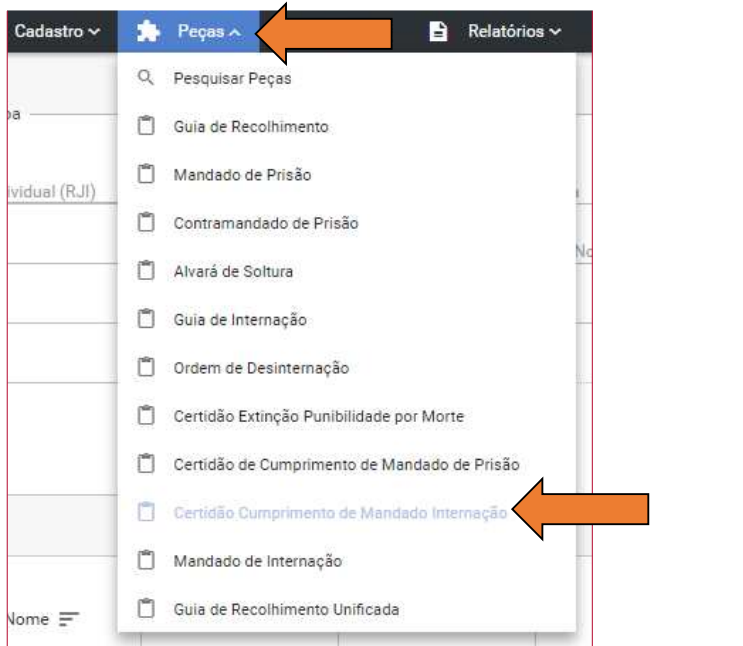 Cadastro
Peças
Relatórios
Pesquisar Peças
Guia de Recolhimento
Mandado de Prisão
ividual (RJI)
Contramandado de Prisão
Alvará de Soltura
Guia de Internação
Ordem de Desinternação
Certidão Extinção Punibilidade por Morte
Certidão de Cumprimento de Mandado de Prisão
Certidão Cumprimento de Mandado Internação
Mandado de Internação
Guia de Recolhimento Unificada
Nome